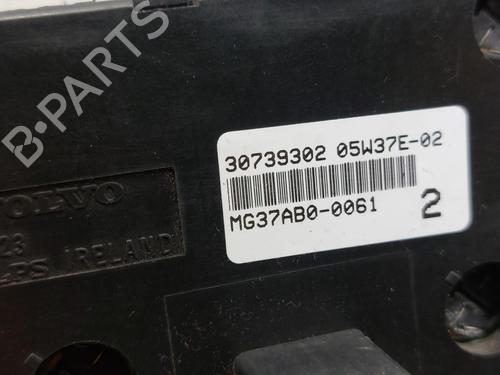 B-PARTS
30739302 05W37E-02
MG37AB0-0061 2
VOLVO
23
IRELAND